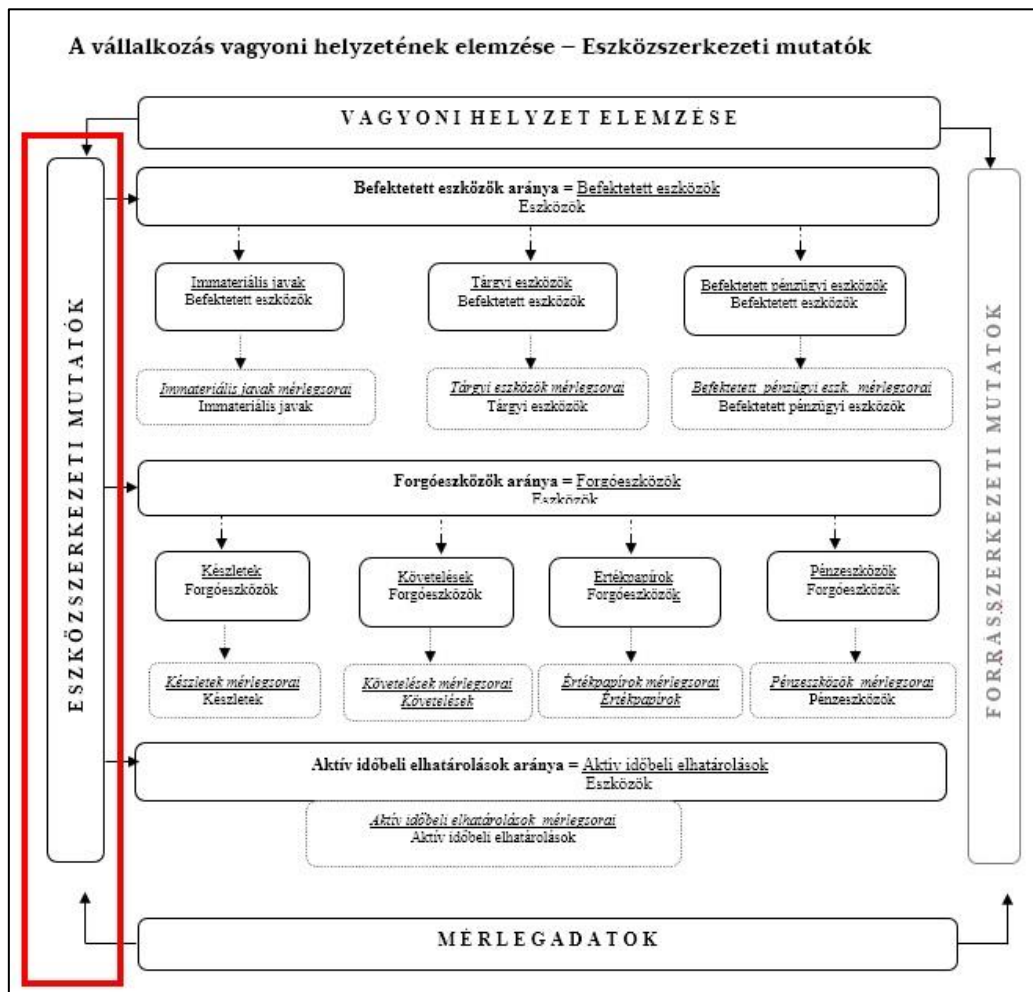 A vállalkozás vagyoni helyzetének elemzése – Eszközszerkezeti mutatók
VAGYONI HELYZET ELEMZÉSE
ESZKÖZSZERKEZETI MUTATÓK
Befektetett eszközök aránya = Befektetett eszközök
Eszközök
Immateriális javak
Befektetett eszközök
Tárgyi eszközök
Befektetett eszközök
Befektetett pénzügyi eszközök
Befektetett eszközök
Immateriális javak mérlegsorai
Immateriális javak
Tárgyi eszközök mérlegsorai
Tárgyi eszközök
Befektetett pénzügyi eszk. mérlegsorai
Befektetett pénzügyi eszközök
Forgóeszközök aránya = Forgóeszközök
Eszközök
Készletek
Forgóeszközök
Követelések
Forgóeszközök
Ertékpapírok
Forgóeszközök
Pénzeszközök
Forgóeszközök
Készletek mérlegsorai
Készletek
Követelések mérlegsorai
Követelések
Értékpapírok mérlegsorai
Értékpapírok
Pénzeszközök mérlegsorai
Pénzeszközök
Aktív időbeli elhatárolások aránya = Aktív időbeli elhatárolások
Eszközök
Aktív időbeli elhatárolások mérlegsorai
Aktív időbeli elhatárolások
FORRÁSSZERKEZETI MUTATÓK
MÉRLEGADATOK